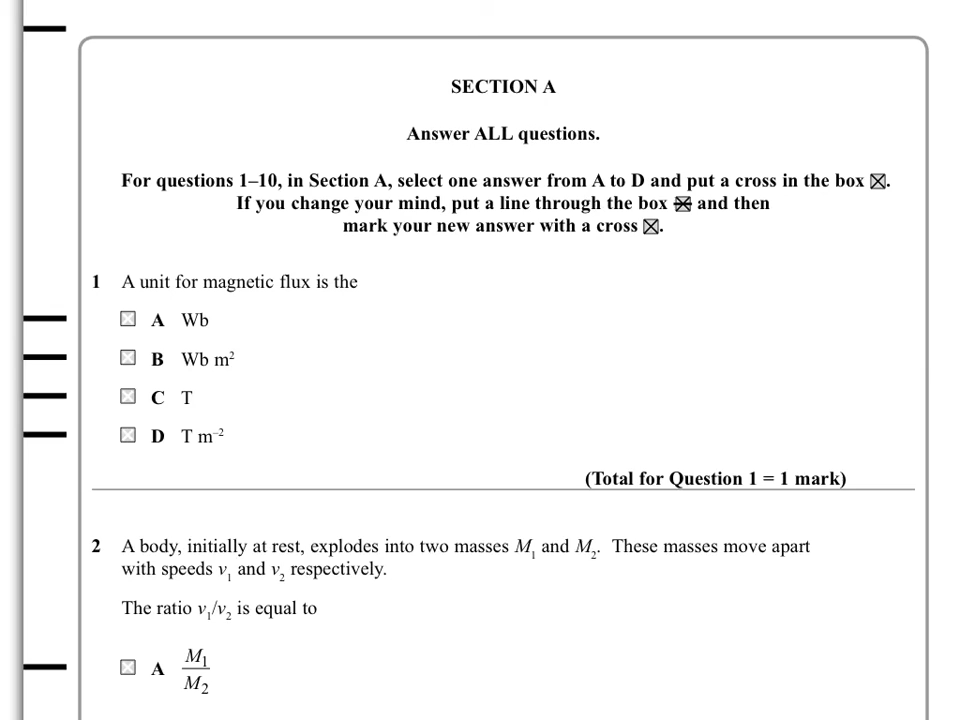 SECTION A
Answer ALL questions.
For questions 1–10, in Section A, select one answer from A to D and put a cross in the box ☒.
If you change your mind, put a line through the box ☒ and then
mark your new answer with a cross ☒.
1 A unit for magnetic flux is the
A Wb
B Wb m²
C T
D T m⁻²
(Total for Question 1 = 1 mark)
2 A body, initially at rest, explodes into two masses M₁ and M₂. These masses move apart
with speeds v₁ and v₂ respectively.
The ratio v₁/v₂ is equal to
A M₁/M₂